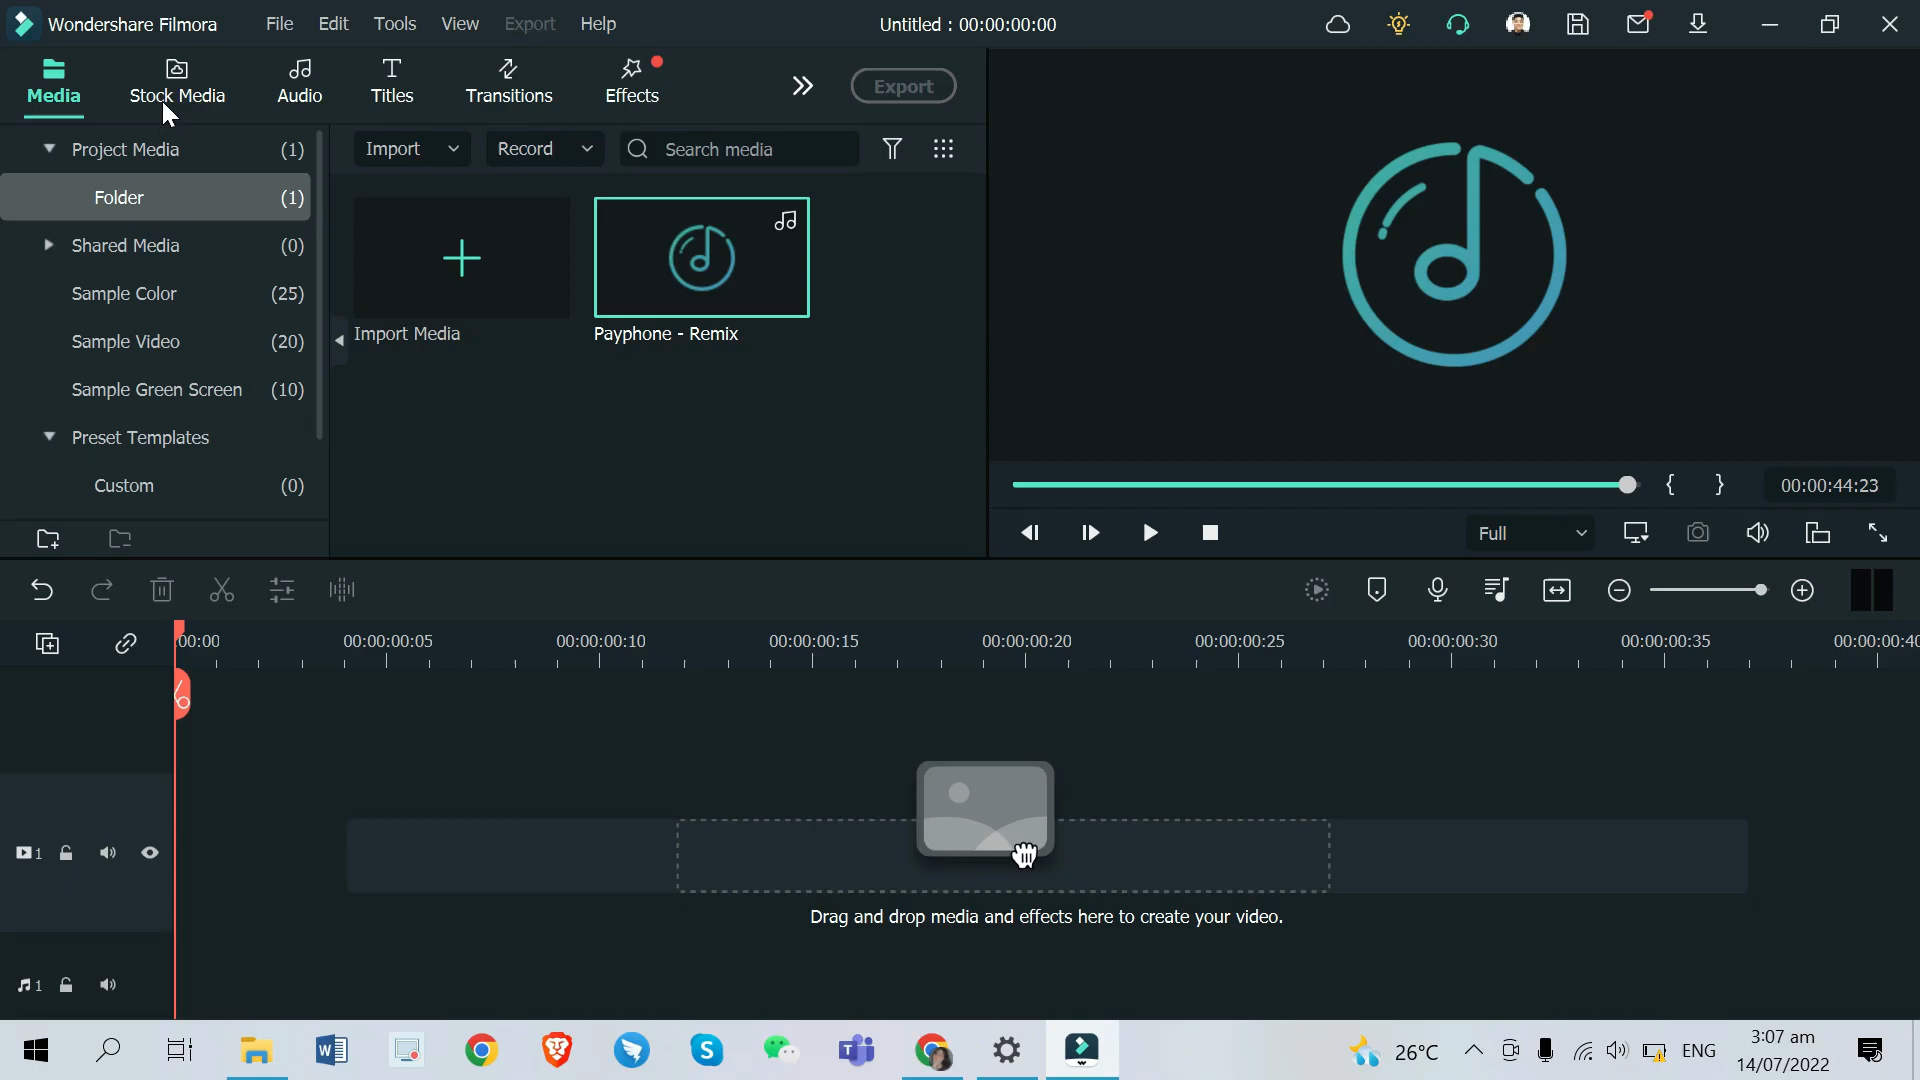 Wondershare Filmora File Edit Tools View Export Help Untitled : 00:00:00:00
Media Stock Media Audio Titles Transitions Effects Export
Project Media (1)
Folder (1)
Shared Media (0)
Sample Color (25)
Sample Video (20)
Sample Green Screen (10)
Preset Templates
Custom (0)
Import Record Search media
Import Media Payphone - Remix
00:00:44:23
Full
:00:00 00:00:00:05 00:00:00:10 00:00:00:15 00:00:00:20 00:00:00:25 00:00:00:30 00:00:00:35 00:00:00:40
1
Drag and drop media and effects here to create your video.
1
26°C ENG 3:07 am
14/07/2022